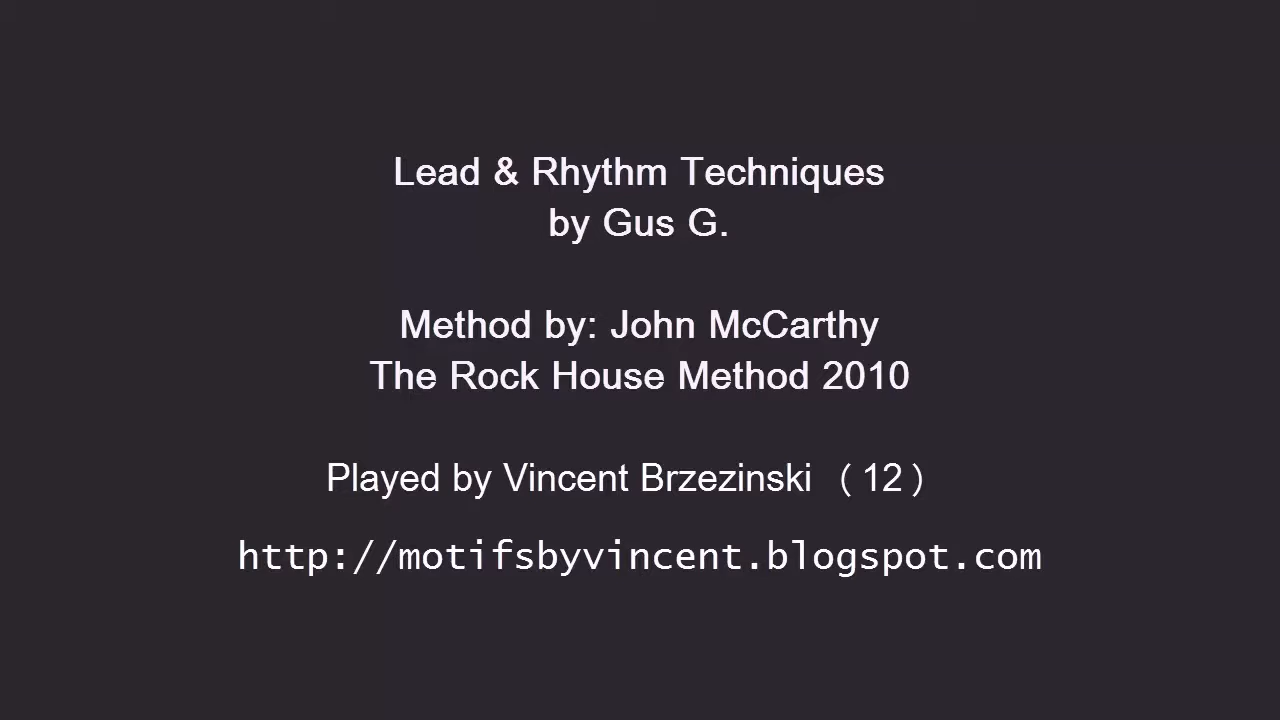 Lead & Rhythm Techniques
by Gus G.
Method by: John McCarthy
The Rock House Method 2010
Played by Vincent Brzezinski (12)
http://motifsbyvincent.blogspot.com